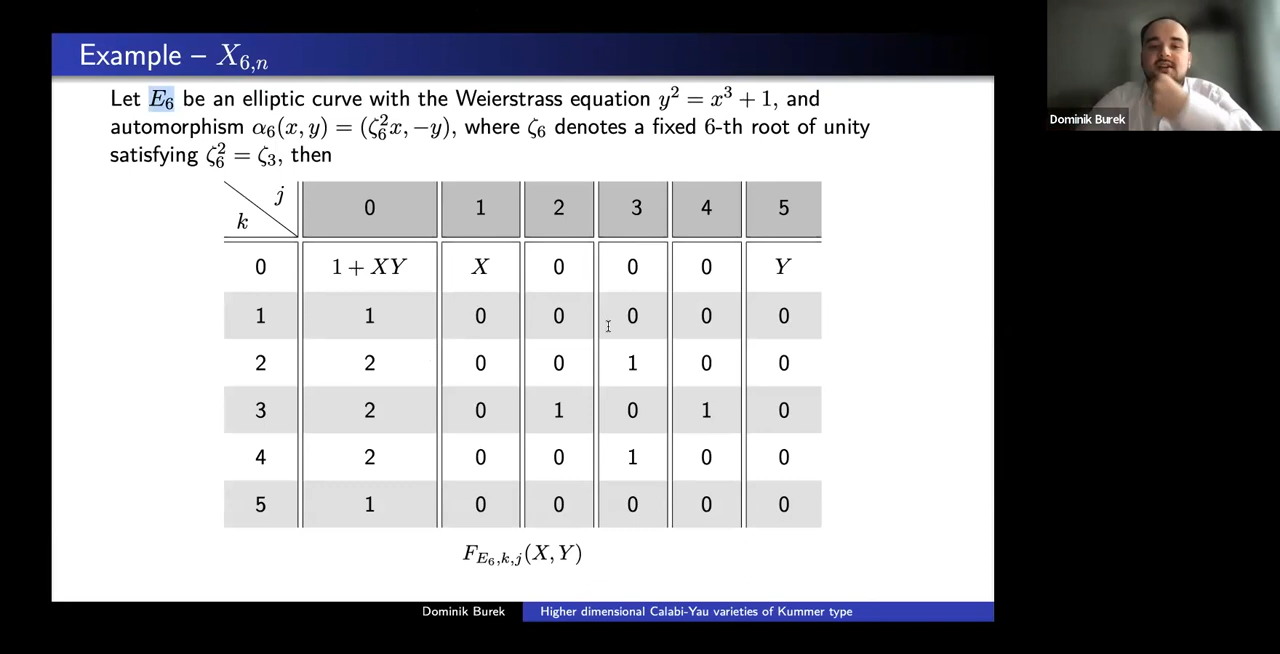 Example – X₆,ₙ
Let E₆ be an elliptic curve with the Weierstrass equation y² = x³ + 1, and
automorphism α₆(x, y) = (ζ₆²x, −y), where ζ₆ denotes a fixed 6-th root of unity
satisfying ζ₆² = ζ₃, then
k j 0 1 2 3 4 5
0 1 + XY X 0 0 0 Y
1 1 0 0 0 0 0
2 2 0 0 1 0 0
3 2 0 1 0 1 0
4 2 0 0 1 0 0
5 1 0 0 0 0 0
F_{E₆,k,j}(X, Y)
Dominik Burek Higher dimensional Calabi-Yau varieties of Kummer type
Dominik Burek